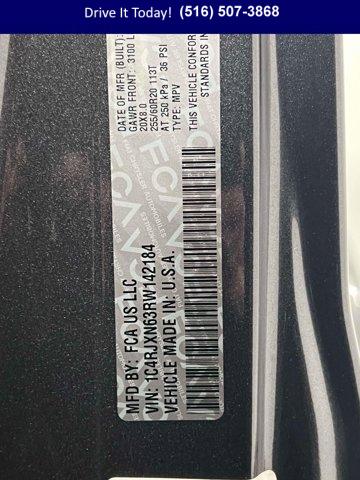 Drive It Today! (516) 507-3868
MFD BY: FCA US LLC
VIN: 1C4RJXN63RW142184
VEHICLE MADE IN: U.S.A.
DATE OF MFR (BUILT):
GAWR FRONT: 3100 L
20X8.0
255/60R20 113T
AT 250 kPa / 36 PSI
TYPE: MPV
THIS VEHICLE CONFOR
STANDARDS IN